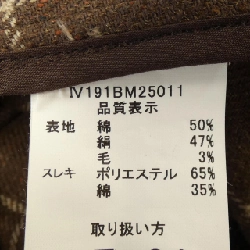 IV191BM25011
品質表示
表地 綿 50%
絹 47%
毛 3%
スレキ ポリエステル 65%
綿 35%
取り扱い方